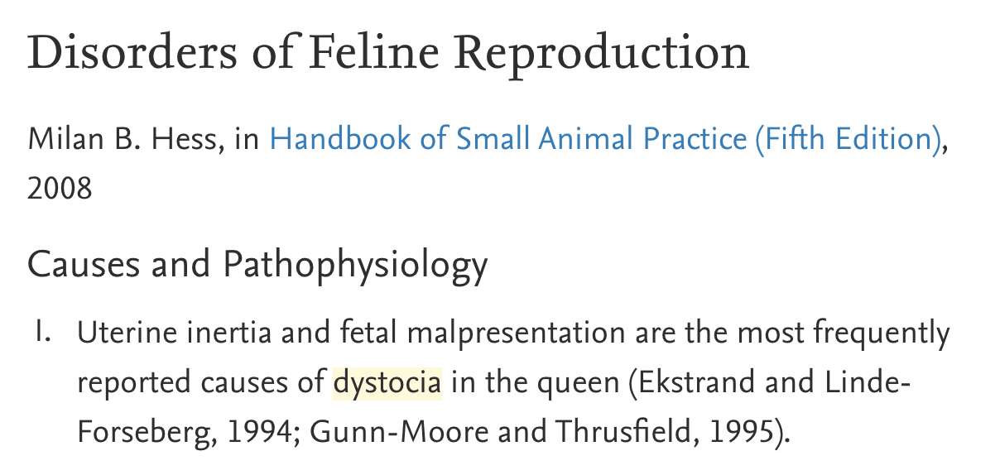 Disorders of Feline Reproduction
Milan B. Hess, in Handbook of Small Animal Practice (Fifth Edition),
2008
Causes and Pathophysiology
I. Uterine inertia and fetal malpresentation are the most frequently
reported causes of dystocia in the queen (Ekstrand and Linde-
Forseberg, 1994; Gunn-Moore and Thrusfield, 1995).